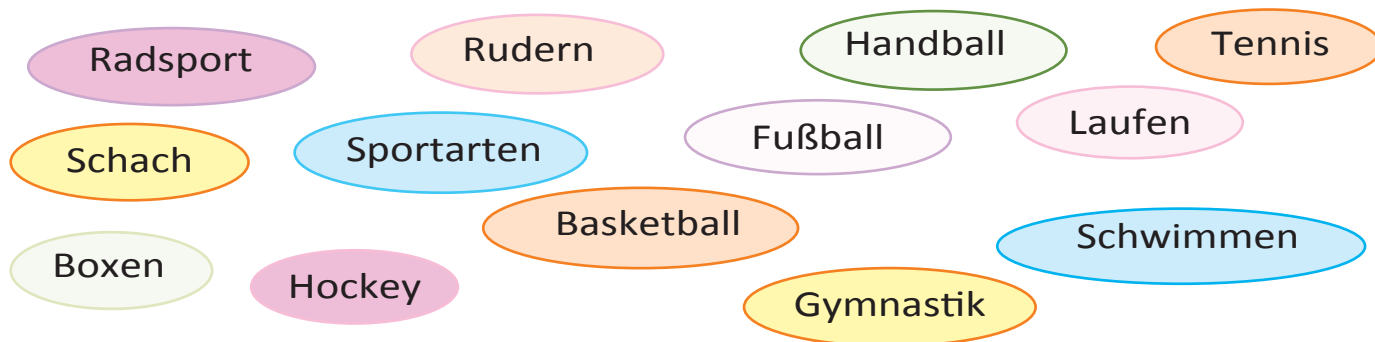 Radsport
Rudern
Handball
Tennis
Schach
Sportarten
Fußball
Laufen
Basketball
Schwimmen
Boxen
Hockey
Gymnastik